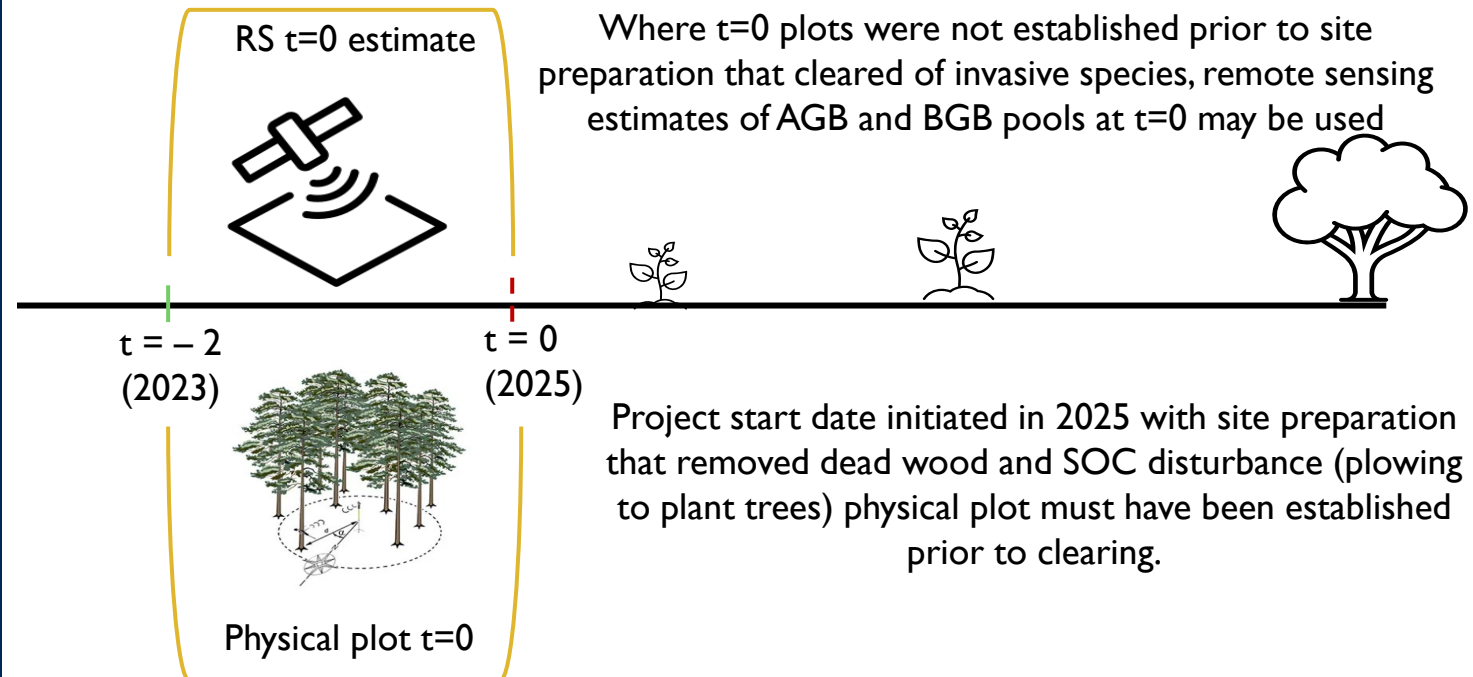 RS t=0 estimate
Where t=0 plots were not established prior to site
preparation that cleared of invasive species, remote sensing
estimates of AGB and BGB pools at t=0 may be used
t = – 2
(2023)
t = 0
(2025)
Project start date initiated in 2025 with site preparation
that removed dead wood and SOC disturbance (plowing
to plant trees) physical plot must have been established
prior to clearing.
Physical plot t=0